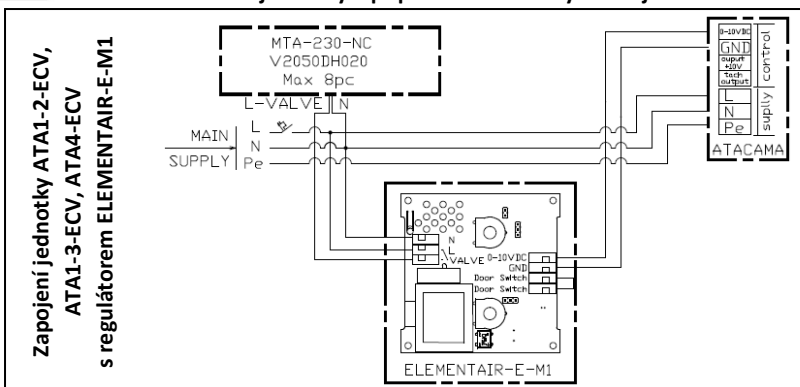 Zapojení jednotky ATA1-2-ECV,
ATA1-3-ECV, ATA4-ECV
s regulátorem ELEMENTAIR-E-M1
MTA-230-NC
V2050DH020
Max 8pc
L-VALVE N
MAIN
SUPPLY
L
N
Pe
0-10VDC
GND
ouput
+10V
tach
output
control
L
N
Pe
suplly
ATACAMA
N
L
VALVE
0-10VDC
GND
Door Switch
Door Switch
ELEMENTAIR-E-M1